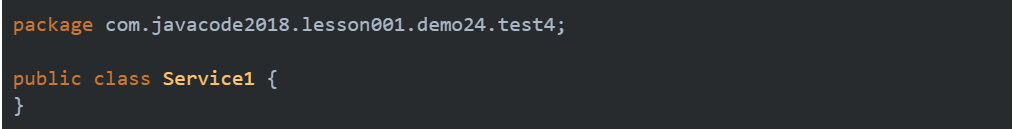 package com.javacode2018.lesson001.demo24.test4;
public class Service1 {
}